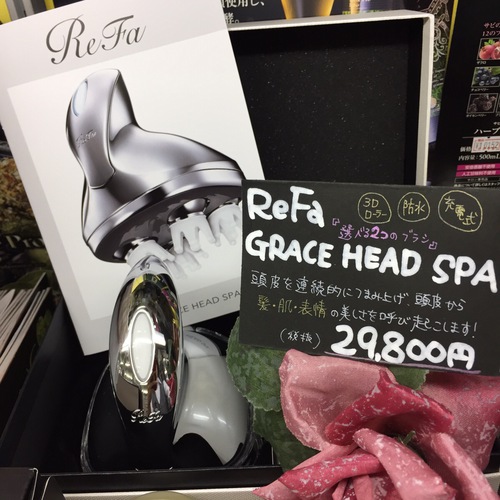 ReFa
ReFa
GRACE HEAD SPA
ReFa
3Dローラー
防水
充電式
『選べる2つのブラシ』
GRACE HEAD SPA
頭皮を連続的につまみ上げ、頭皮から
髪・肌・表情の美しさを呼び起こします!
(税抜) 29,800円
ReFa